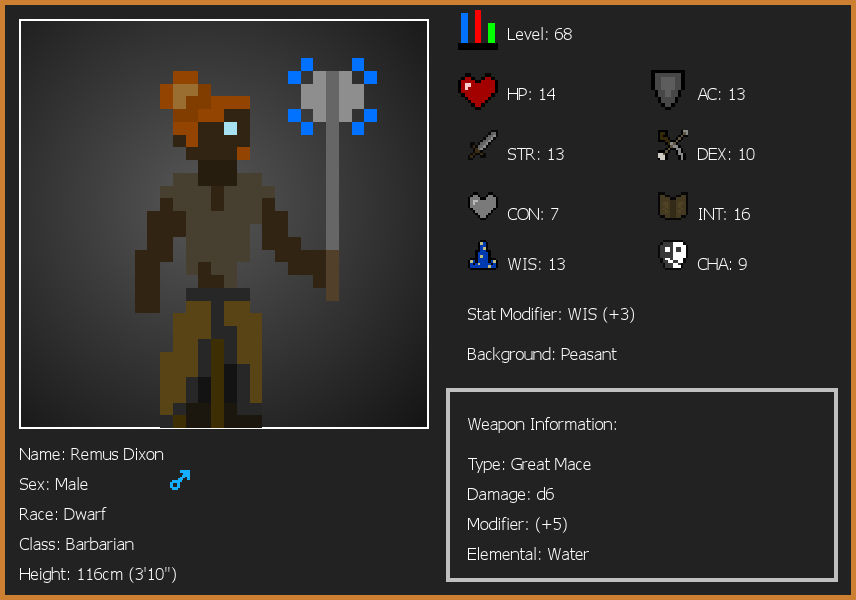 Level: 68
HP: 14
AC: 13
STR: 13
DEX: 10
CON: 7
INT: 16
WIS: 13
CHA: 9
Stat Modifier: WIS (+3)
Background: Peasant
Weapon Information:
Type: Great Mace
Damage: d6
Modifier: (+5)
Elemental: Water
Name: Remus Dixon
Sex: Male
Race: Dwarf
Class: Barbarian
Height: 116cm (3'10")